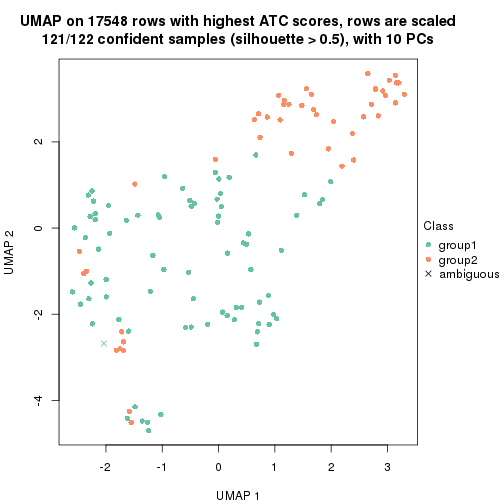 UMAP on 17548 rows with highest ATC scores, rows are scaled
121/122 confident samples (silhouette > 0.5), with 10 PCs
2
0
-2
-4
UMAP 2
-2
-1
0
1
2
3
UMAP 1
Class
group1
group2
ambiguous